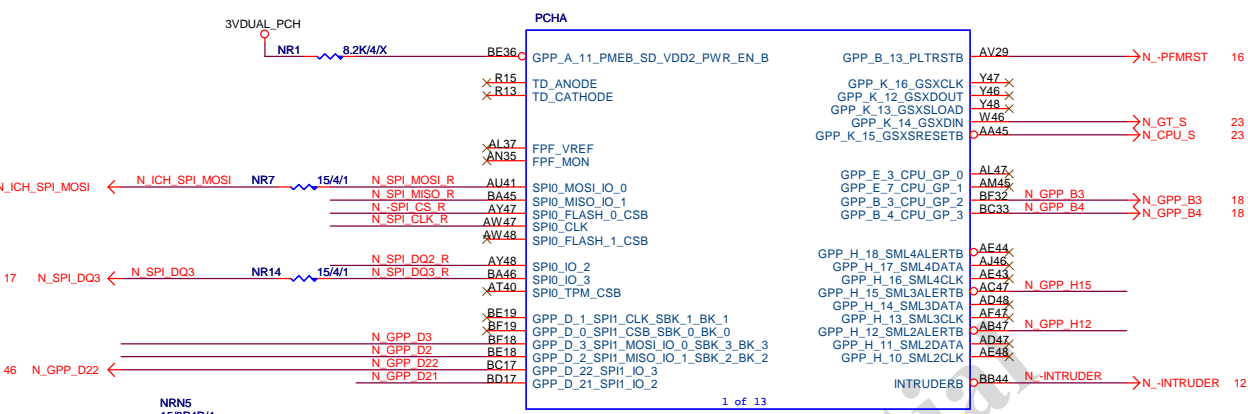 PCHA
3VDUAL_PCH
NR1 8.2K/4/X BE36 GPP_A_11_PMEB_SD_VDD2_PWR_EN_B GPP_B_13_PLTRSTB AV29 N_-PFMRST 16
R15 TD_ANODE GPP_K_16_GSXCLK Y47
R13 TD_CATHODE GPP_K_12_GSXDOUT Y46
GPP_K_13_GSXSLOAD Y48
GPP_K_14_GSXDIN W46 N_GT_S 23
GPP_K_15_GSXSRESETB AA45 N_CPU_S 23
AL37 FPF_VREF
AN35 FPF_MON
GPP_E_3_CPU_GP_0 AL47
N_ICH_SPI_MOSI N_ICH_SPI_MOSI NR7 15/4/1 N_SPI_MOSI_R AU41 SPI0_MOSI_IO_0 GPP_E_7_CPU_GP_1 AM45
N_SPI_MISO_R BA45 SPI0_MISO_IO_1 GPP_B_3_CPU_GP_2 BF32 N_GPP_B3 N_GPP_B3 18
N_-SPI_CS_R AY47 SPI0_FLASH_0_CSB GPP_B_4_CPU_GP_3 BC33 N_GPP_B4 N_GPP_B4 18
N_SPI_CLK_R AW47 SPI0_CLK
AW48 SPI0_FLASH_1_CSB
GPP_H_18_SML4ALERTB AE44
N_SPI_DQ2_R AY48 SPI0_IO_2 GPP_H_17_SML4DATA AJ46
17 N_SPI_DQ3 N_SPI_DQ3 NR14 15/4/1 N_SPI_DQ3_R BA46 SPI0_IO_3 GPP_H_16_SML4CLK AE43
AT40 SPI0_TPM_CSB GPP_H_15_SML3ALERTB AC47 N_GPP_H15
GPP_H_14_SML3DATA AD48
BE19 GPP_D_1_SPI1_CLK_SBK_1_BK_1 GPP_H_13_SML3CLK AF47
BF19 GPP_D_0_SPI1_CSB_SBK_0_BK_0 GPP_H_12_SML2ALERTB AB47 N_GPP_H12
N_GPP_D3 BF18 GPP_D_3_SPI1_MOSI_IO_0_SBK_3_BK_3 GPP_H_11_SML2DATA AD47
N_GPP_D2 BE18 GPP_D_2_SPI1_MISO_IO_1_SBK_2_BK_2 GPP_H_10_SML2CLK AE48
46 N_GPP_D22 N_GPP_D22 BC17 GPP_D_22_SPI1_IO_3
N_GPP_D21 BD17 GPP_D_21_SPI1_IO_2 INTRUDERB BB44 N_-INTRUDER N_-INTRUDER 12
1 of 13
NRN5